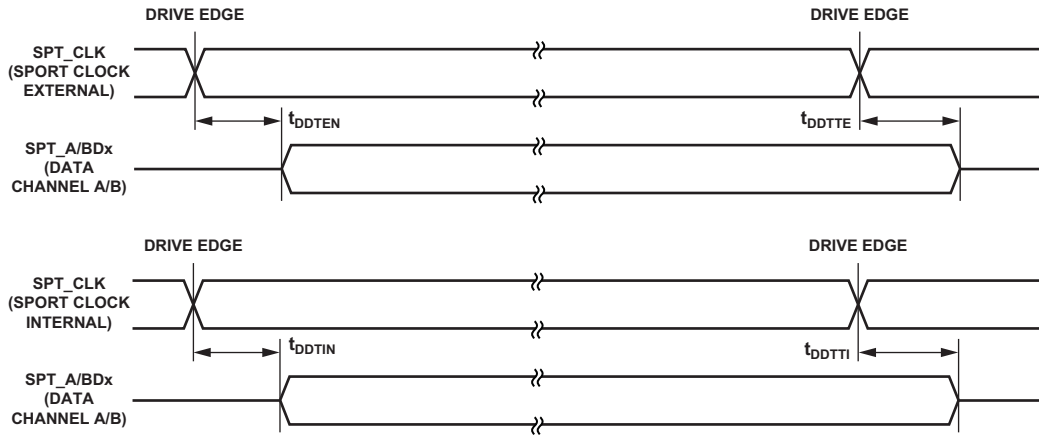 DRIVE EDGE
DRIVE EDGE
SPT_CLK
(SPORT CLOCK
EXTERNAL)
tDDTEN
tDDTTE
SPT_A/BDx
(DATA
CHANNEL A/B)
DRIVE EDGE
DRIVE EDGE
SPT_CLK
(SPORT CLOCK
INTERNAL)
tDDTIN
tDDTTI
SPT_A/BDx
(DATA
CHANNEL A/B)